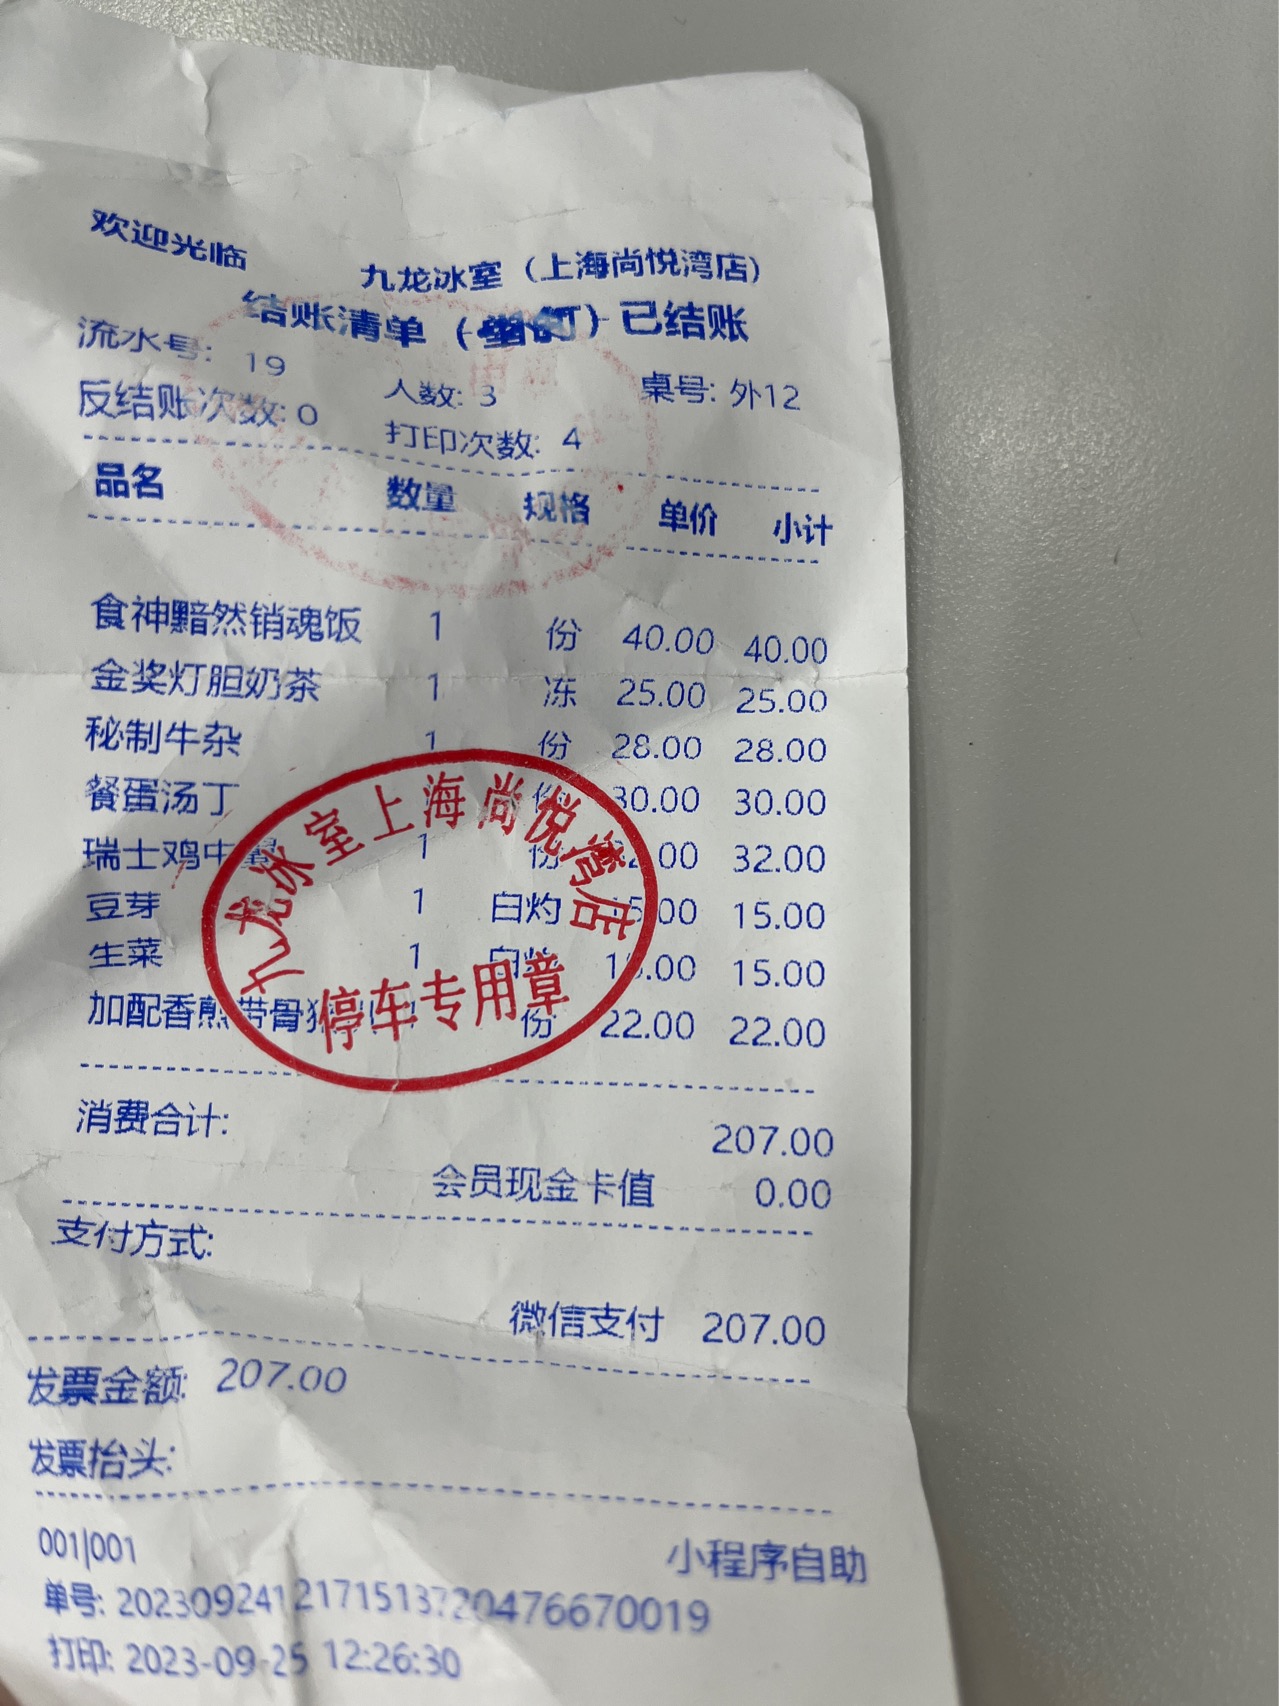 欢迎光临
九龙冰室（上海尚悦湾店）
结账清单（ ）已结账
流水号: 19
人数: 3 桌号: 外12
反结账次数: 0 打印次数: 4
品名 数量 规格 单价 小计
食神黯然销魂饭 1 份 40.00 40.00
金奖灯胆奶茶 1 冻 25.00 25.00
秘制牛杂 1 份 28.00 28.00
餐蛋汤丁 份 30.00 30.00
瑞士鸡中翼 1 份 32.00 32.00
豆芽 1 白灼 15.00 15.00
生菜 1 白灼 15.00 15.00
加配香煎带骨猪 份 22.00 22.00
九龙冰室上海尚悦湾店
停车专用章
消费合计: 207.00
会员现金卡值 0.00
支付方式:
微信支付 207.00
发票金额: 207.00
发票抬头:
001|001 小程序自助
单号: 2023092412171513720476670019
打印: 2023-09-25 12:26:30